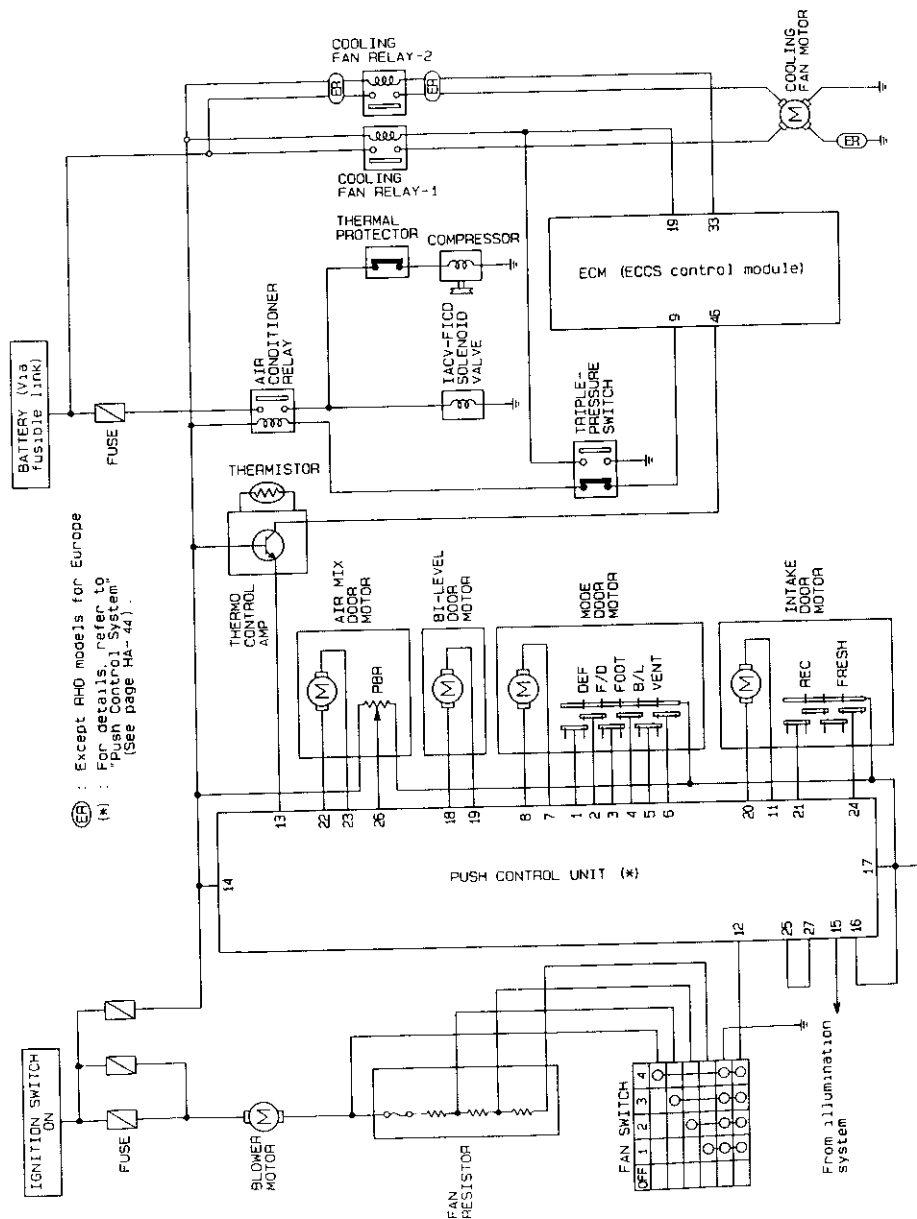 COOLING
FAN RELAY-2
ER
ER
COOLING
FAN MOTOR
M
ER
COOLING
FAN RELAY-1
THERMAL
PROTECTOR
COMPRESSOR
19
33
ECM (ECCS control module)
9
46
BATTERY (Via
fusible link)
FUSE
AIR
CONDITIONER
RELAY
IACV-FICD
SOLENOID
VALVE
TRIPLE-
PRESSURE
SWITCH
THERMISTOR
THERMO
CONTROL
AMP
ER : Except RHD models for Europe
(*) : For details, refer to
"Push Control System"
(See page HA-44).
AIR MIX
DOOR
MOTOR
M
PBR
BI-LEVEL
DOOR
MOTOR
M
MODE
DOOR
MOTOR
M
DEF
F/D
FOOT
B/L
VENT
INTAKE
DOOR
MOTOR
M
REC
FRESH
13
22
23
26
18
19
8
7
1
2
3
4
5
6
20
11
21
24
14
PUSH CONTROL UNIT (*)
17
12
25
27
15
16
IGNITION SWITCH
ON
FUSE
M
BLOWER
MOTOR
FAN
RESISTOR
FAN SWITCH
OFF 1 2 3 4
From illumination
system